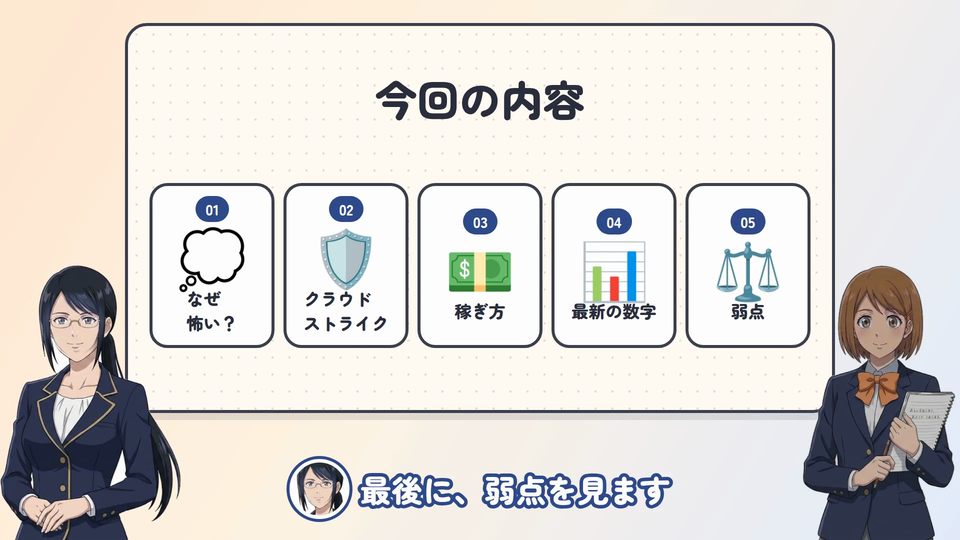 今回の内容
01
なぜ
怖い？
02
クラウド
ストライク
03
稼ぎ方
04
最新の数字
05
弱点
最後に、弱点を見ます